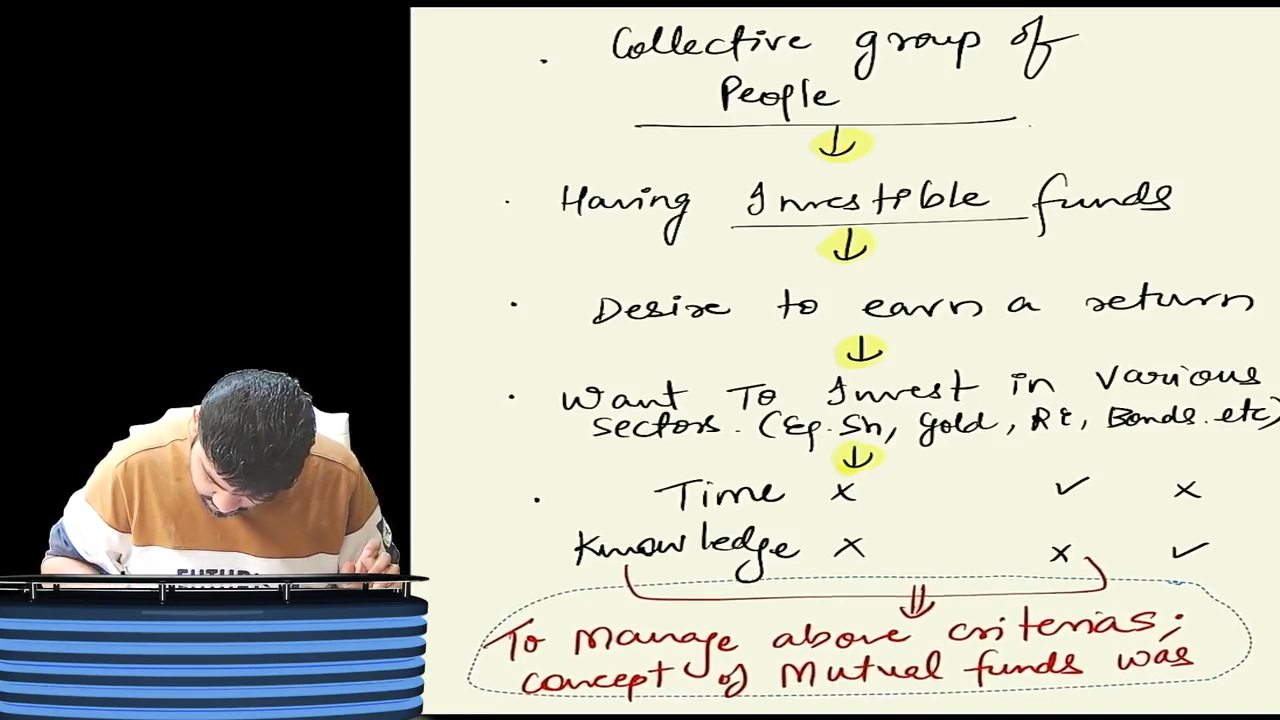 . Collective group of
People
↓
. Having Investible funds
↓
. Desire to earn a return
↓
. Want To Invest in various
sectors. (Eq. Sh, Gold, RE, Bonds. etc)
↓
. Time × ✓ ×
Knowledge × × ✓
⇓
To manage above criterias;
concept of Mutual funds was